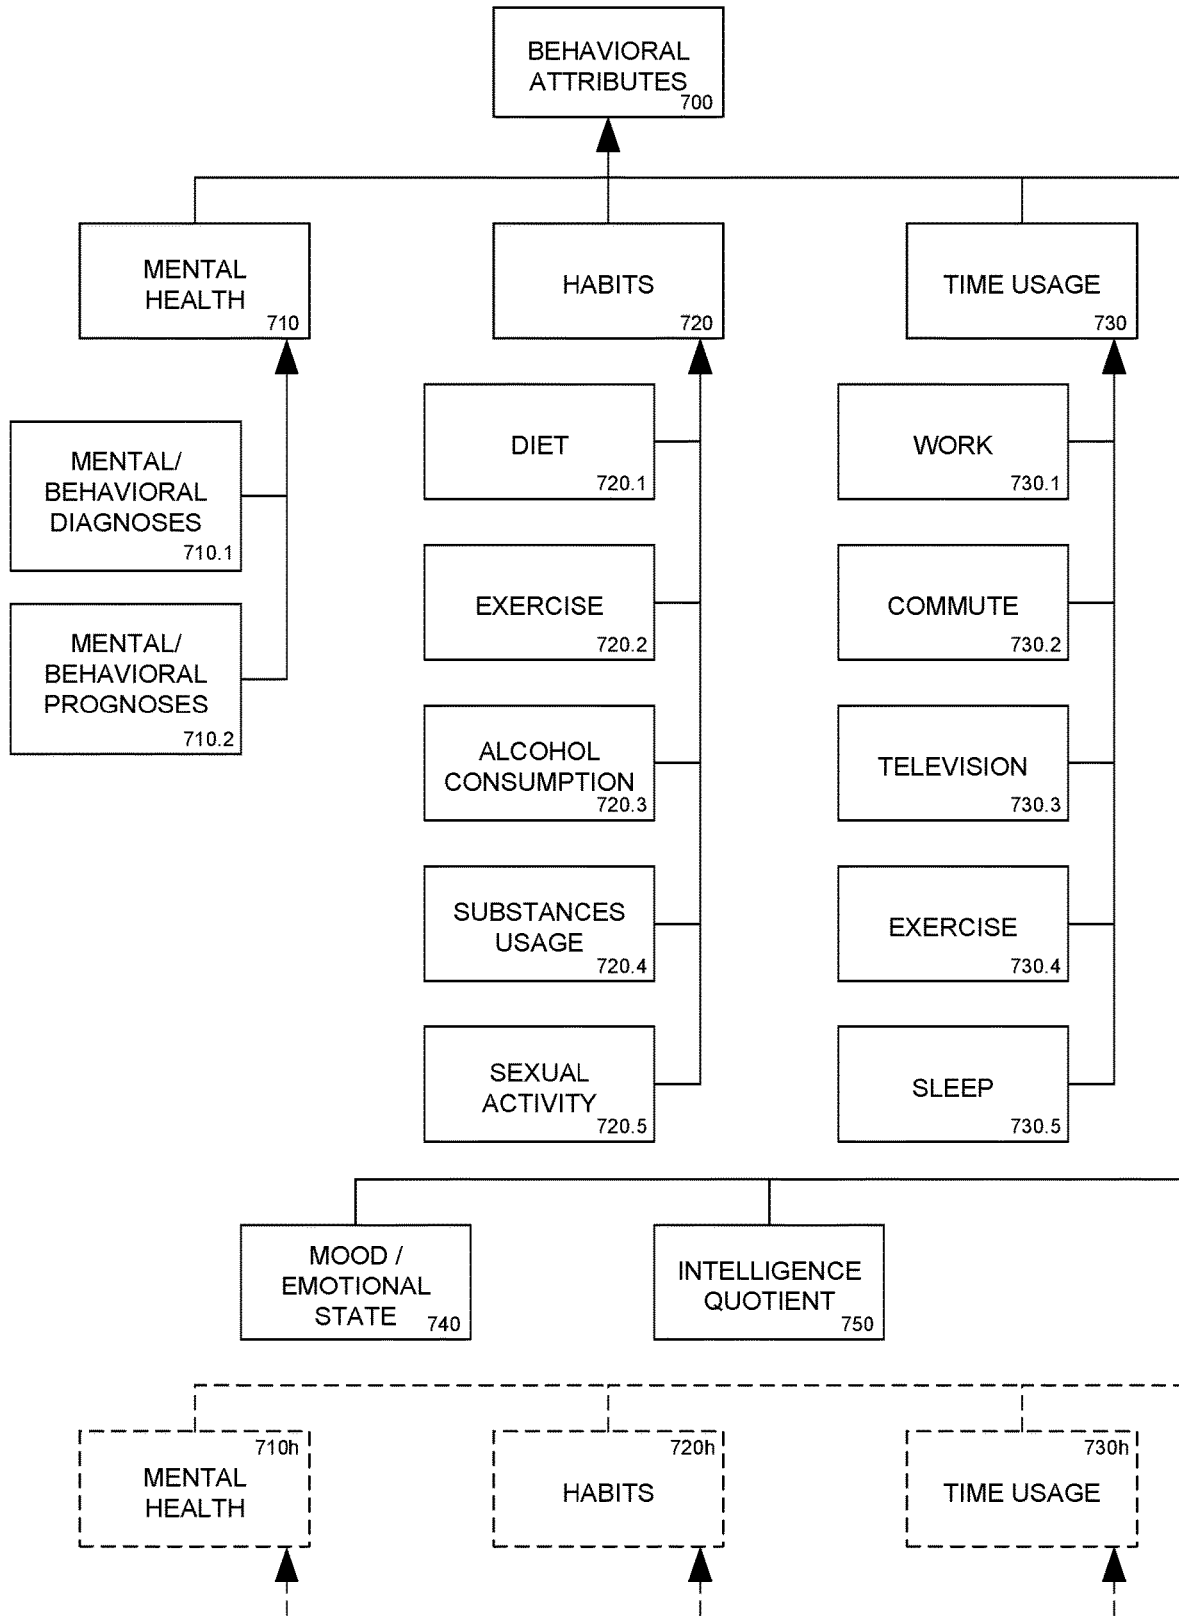 BEHAVIORAL
ATTRIBUTES
700
MENTAL
HEALTH
710
HABITS
720
TIME USAGE
730
MENTAL/
BEHAVIORAL
DIAGNOSES
710.1
MENTAL/
BEHAVIORAL
PROGNOSES
710.2
DIET
720.1
EXERCISE
720.2
ALCOHOL
CONSUMPTION
720.3
SUBSTANCES
USAGE
720.4
SEXUAL
ACTIVITY
720.5
WORK
730.1
COMMUTE
730.2
TELEVISION
730.3
EXERCISE
730.4
SLEEP
730.5
MOOD /
EMOTIONAL
STATE
740
INTELLIGENCE
QUOTIENT
750
710h
MENTAL
HEALTH
720h
HABITS
730h
TIME USAGE